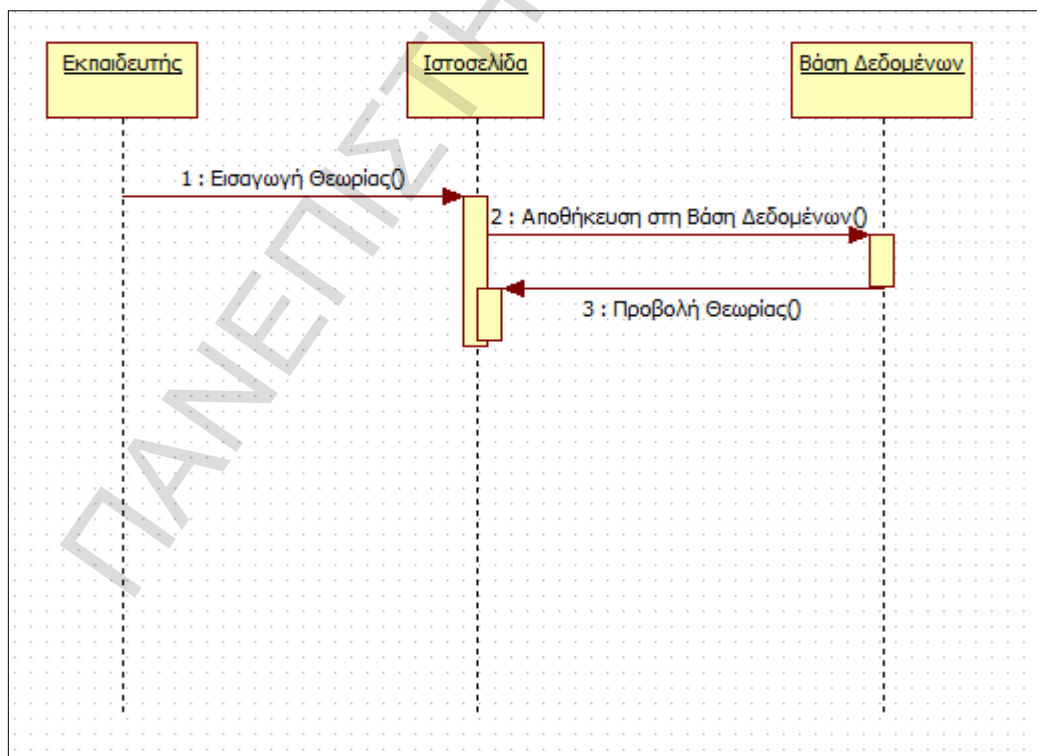 Εκπαιδευτής
Ιστοσελίδα
Βάση Δεδομένων
1 : Εισαγωγή Θεωρίας()
2 : Αποθήκευση στη Βάση Δεδομένων()
3 : Προβολή Θεωρίας()
ΠΑΝΕΠΙΣΤΗ